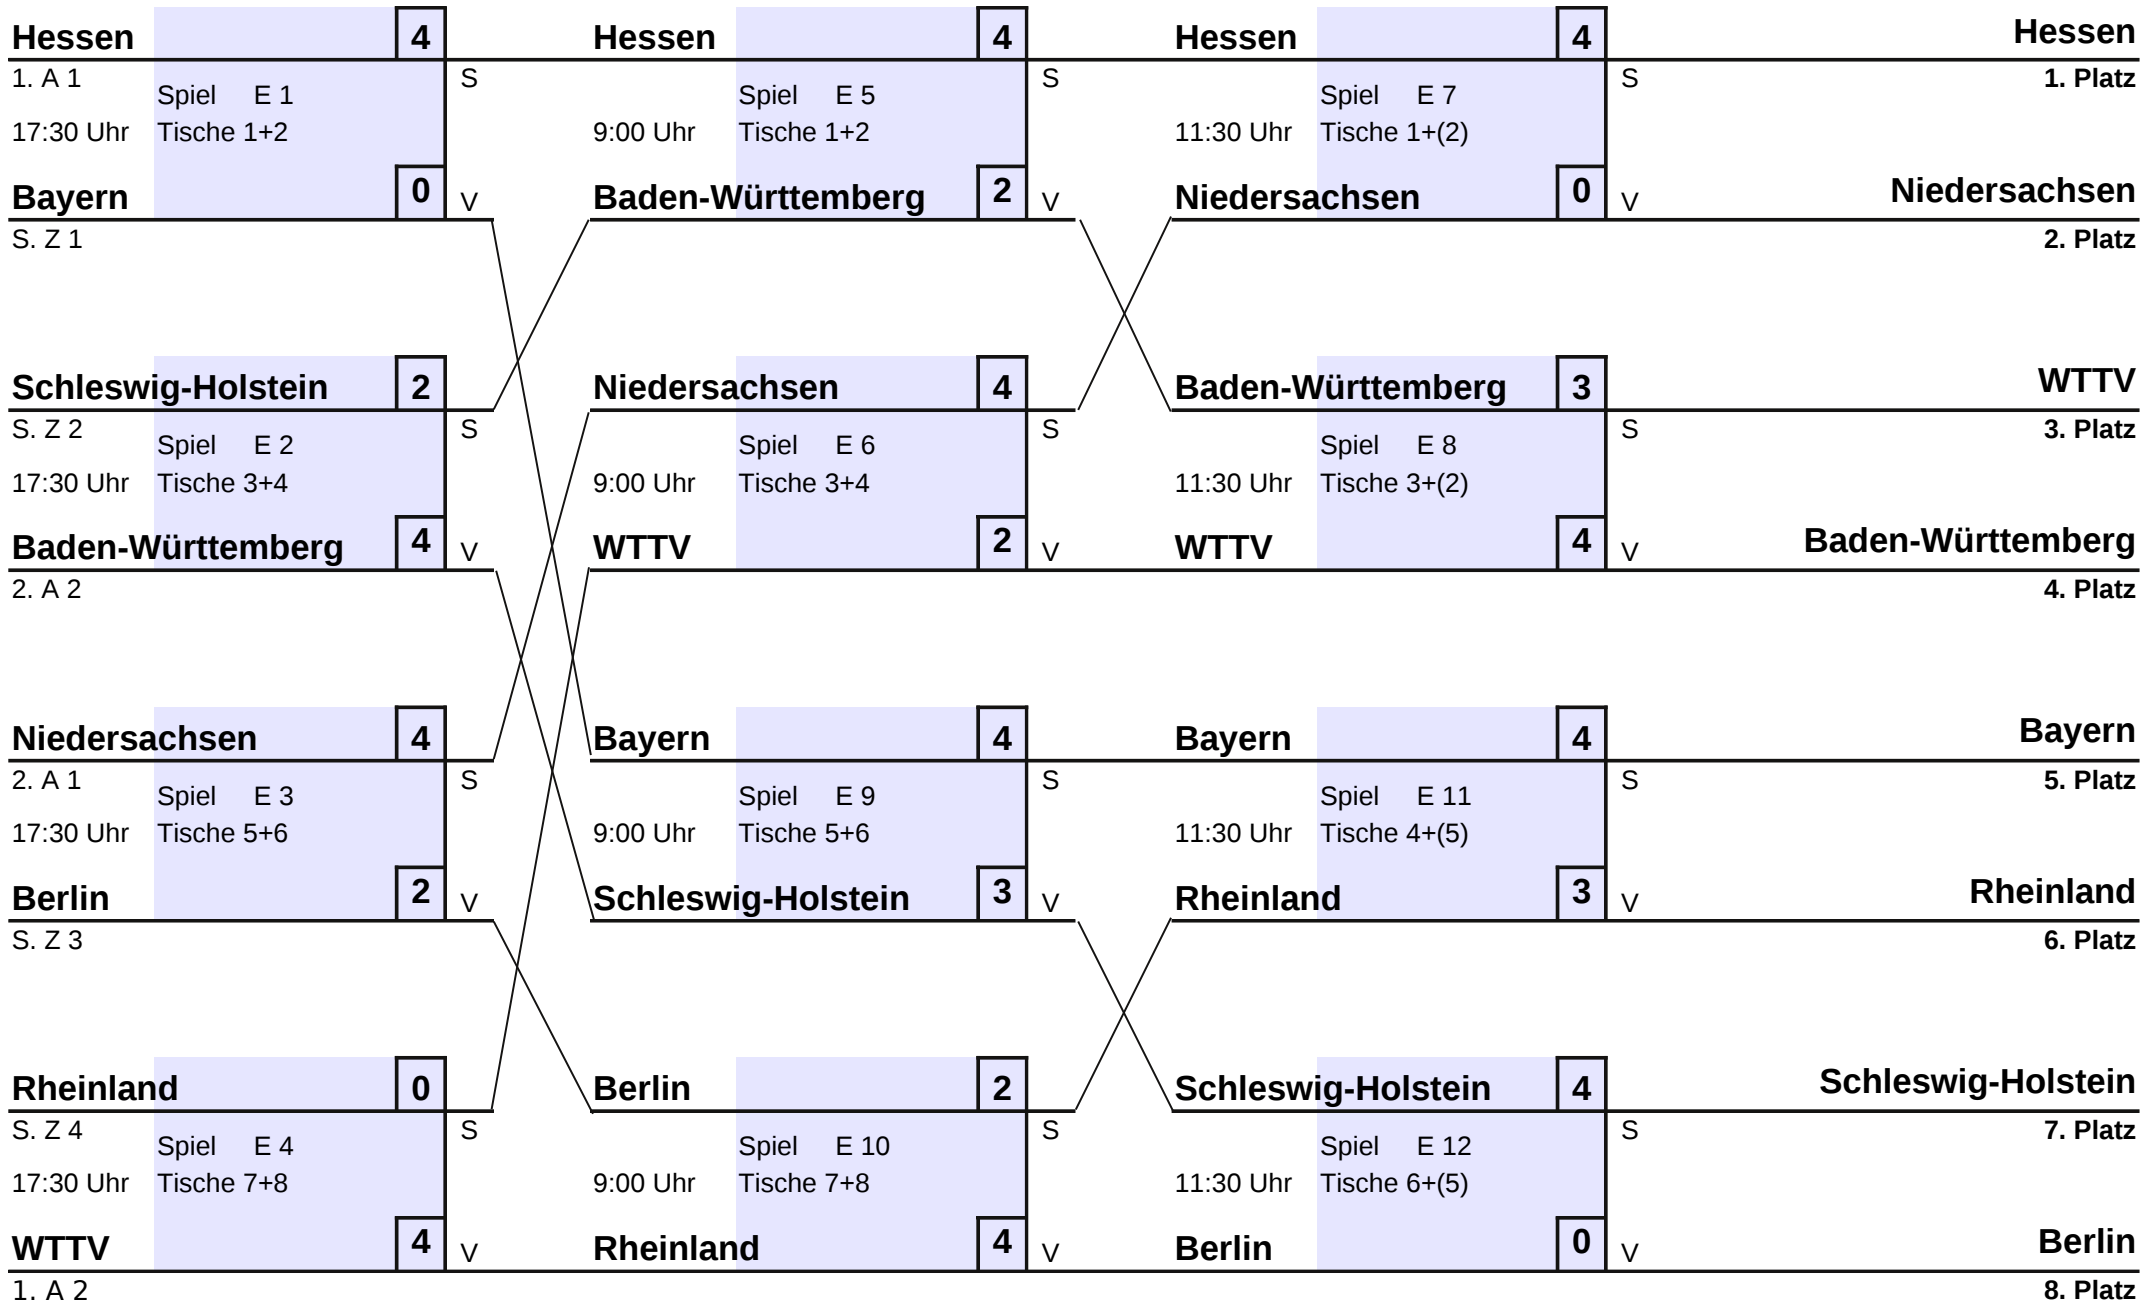 Hessen 4 Hessen 4 Hessen 4 Hessen
1. A 1 S S S 1. Platz
Spiel E 1 Spiel E 5 Spiel E 7
17:30 Uhr Tische 1+2 9:00 Uhr Tische 1+2 11:30 Uhr Tische 1+(2)
Bayern 0 V Baden-Württemberg 2 V Niedersachsen 0 V Niedersachsen
S. Z 1 2. Platz
Schleswig-Holstein 2 Niedersachsen 4 Baden-Württemberg 3 WTTV
S. Z 2 S S S 3. Platz
Spiel E 2 Spiel E 6 Spiel E 8
17:30 Uhr Tische 3+4 9:00 Uhr Tische 3+4 11:30 Uhr Tische 3+(2)
Baden-Württemberg 4 V WTTV 2 V WTTV 4 V Baden-Württemberg
2. A 2 4. Platz
Niedersachsen 4 Bayern 4 Bayern 4 Bayern
2. A 1 S S S 5. Platz
Spiel E 3 Spiel E 9 Spiel E 11
17:30 Uhr Tische 5+6 9:00 Uhr Tische 5+6 11:30 Uhr Tische 4+(5)
Berlin 2 V Schleswig-Holstein 3 V Rheinland 3 V Rheinland
S. Z 3 6. Platz
Rheinland 0 Berlin 2 Schleswig-Holstein 4 Schleswig-Holstein
S. Z 4 S S S 7. Platz
Spiel E 4 Spiel E 10 Spiel E 12
17:30 Uhr Tische 7+8 9:00 Uhr Tische 7+8 11:30 Uhr Tische 6+(5)
WTTV 4 V Rheinland 4 V Berlin 0 V Berlin
1. A 2 8. Platz